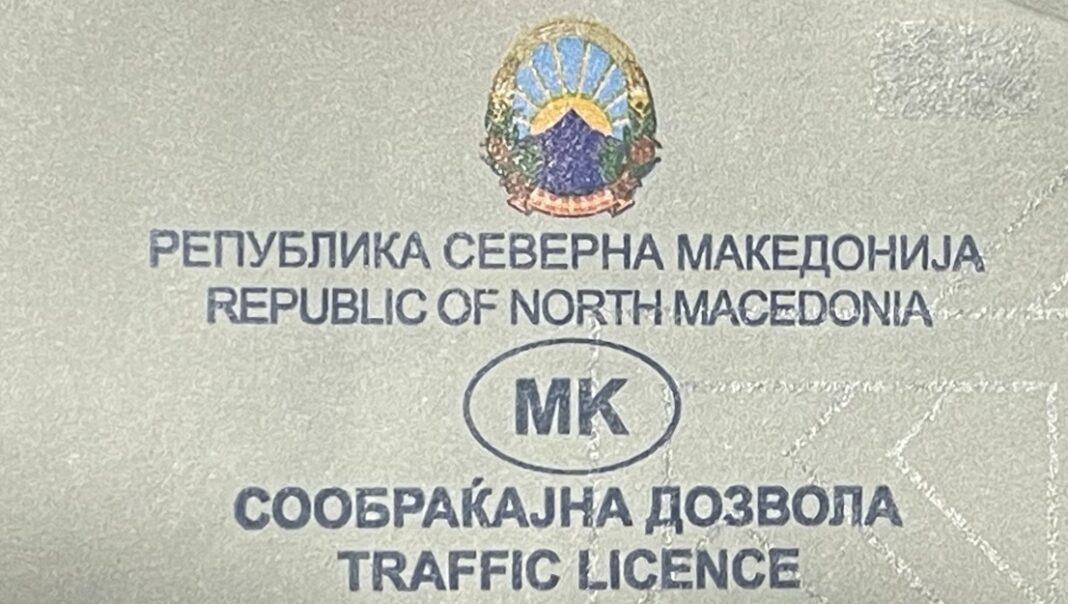 РЕПУБЛИКА СЕВЕРНА МАКЕДОНИЈА
REPUBLIC OF NORTH MACEDONIA
MK
СООБРАЌАЈНА ДОЗВОЛА
TRAFFIC LICENCE